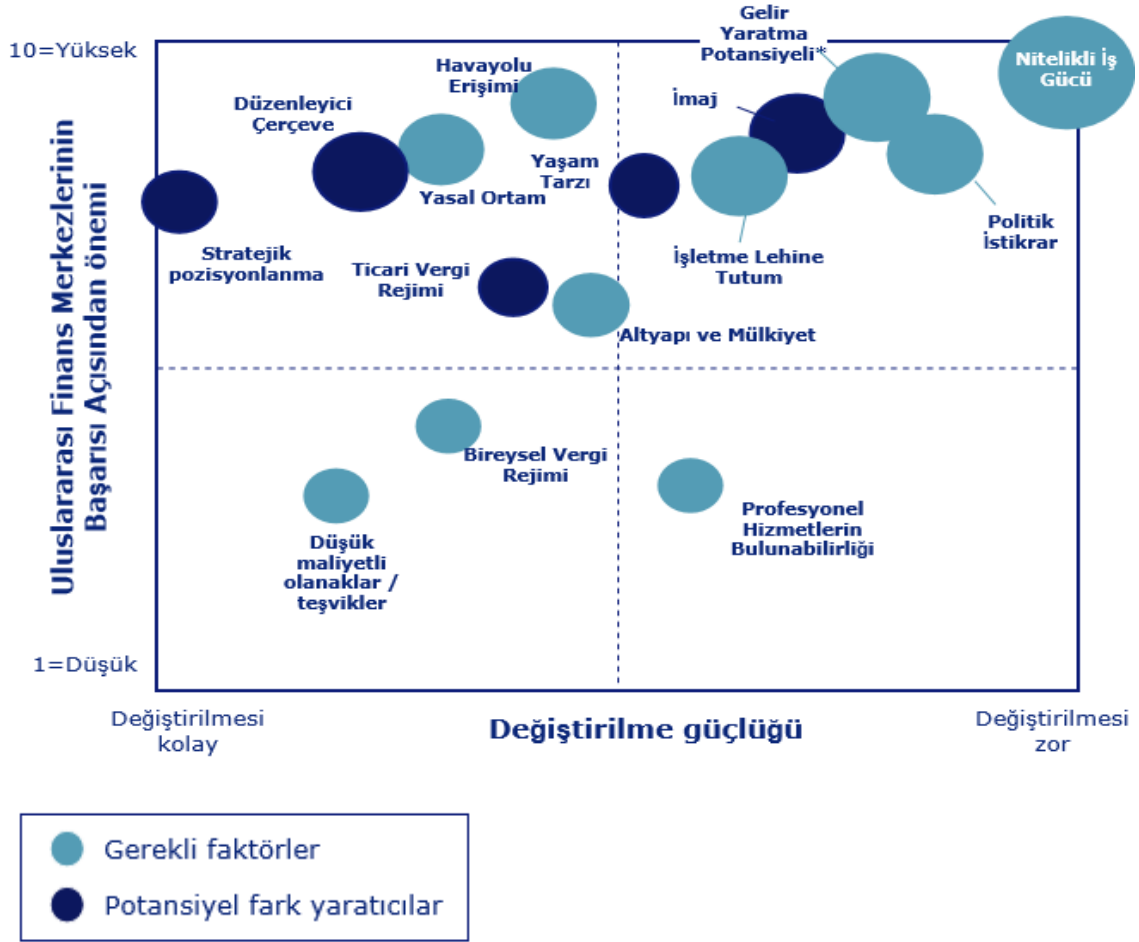 10=Yüksek
Uluslararası Finans Merkezlerinin
Başarısı Açısından önemi
1=Düşük
Gelir
Yaratma
Potansiyeli*
Nitelikli İş
Gücü
Havayolu
Erişimi
İmaj
Düzenleyici
Çerçeve
Yaşam
Tarzı
Yasal Ortam
Politik
İstikrar
Stratejik
pozisyonlanma
Ticari Vergi
Rejimi
İşletme Lehine
Tutum
Altyapı ve Mülkiyet
Bireysel Vergi
Rejimi
Profesyonel
Hizmetlerin
Bulunabilirliği
Düşük
maliyetli
olanaklar /
teşvikler
Değiştirilmesi
kolay
Değiştirilme güçlüğü
Değiştirilmesi
zor
Gerekli faktörler
Potansiyel fark yaratıcılar